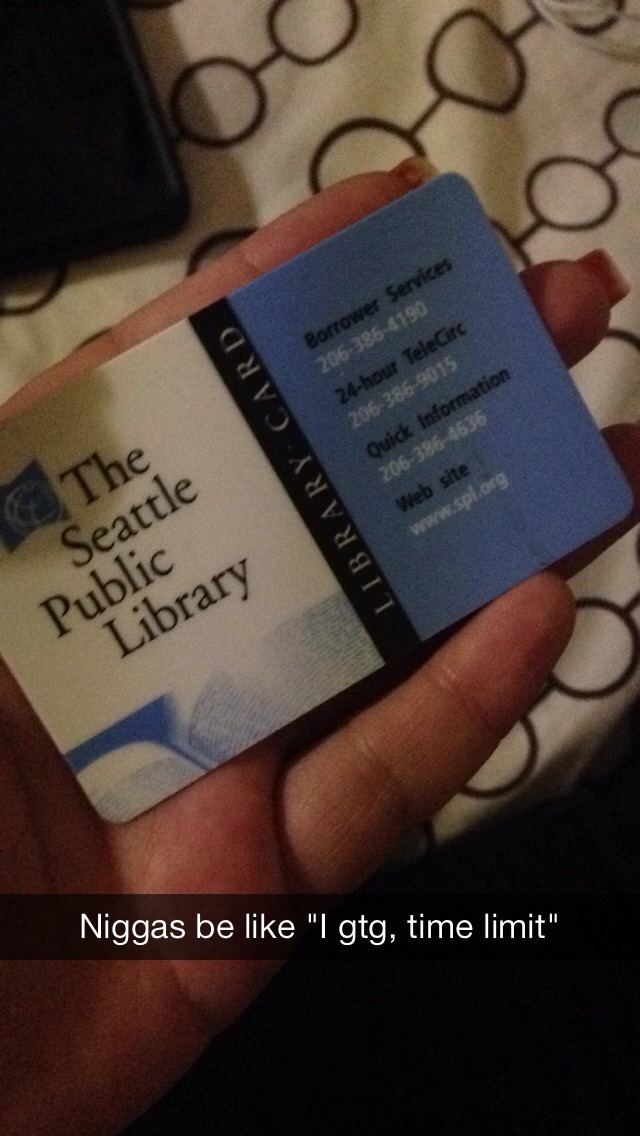 The
Seattle
Public
Library
LIBRARY CARD
Borrower Services
206-386-4190
24-hour TeleCirc
206-386-9015
Quick Information
206-386-4636
Web site
www.spl.org
Niggas be like "I gtg, time limit"